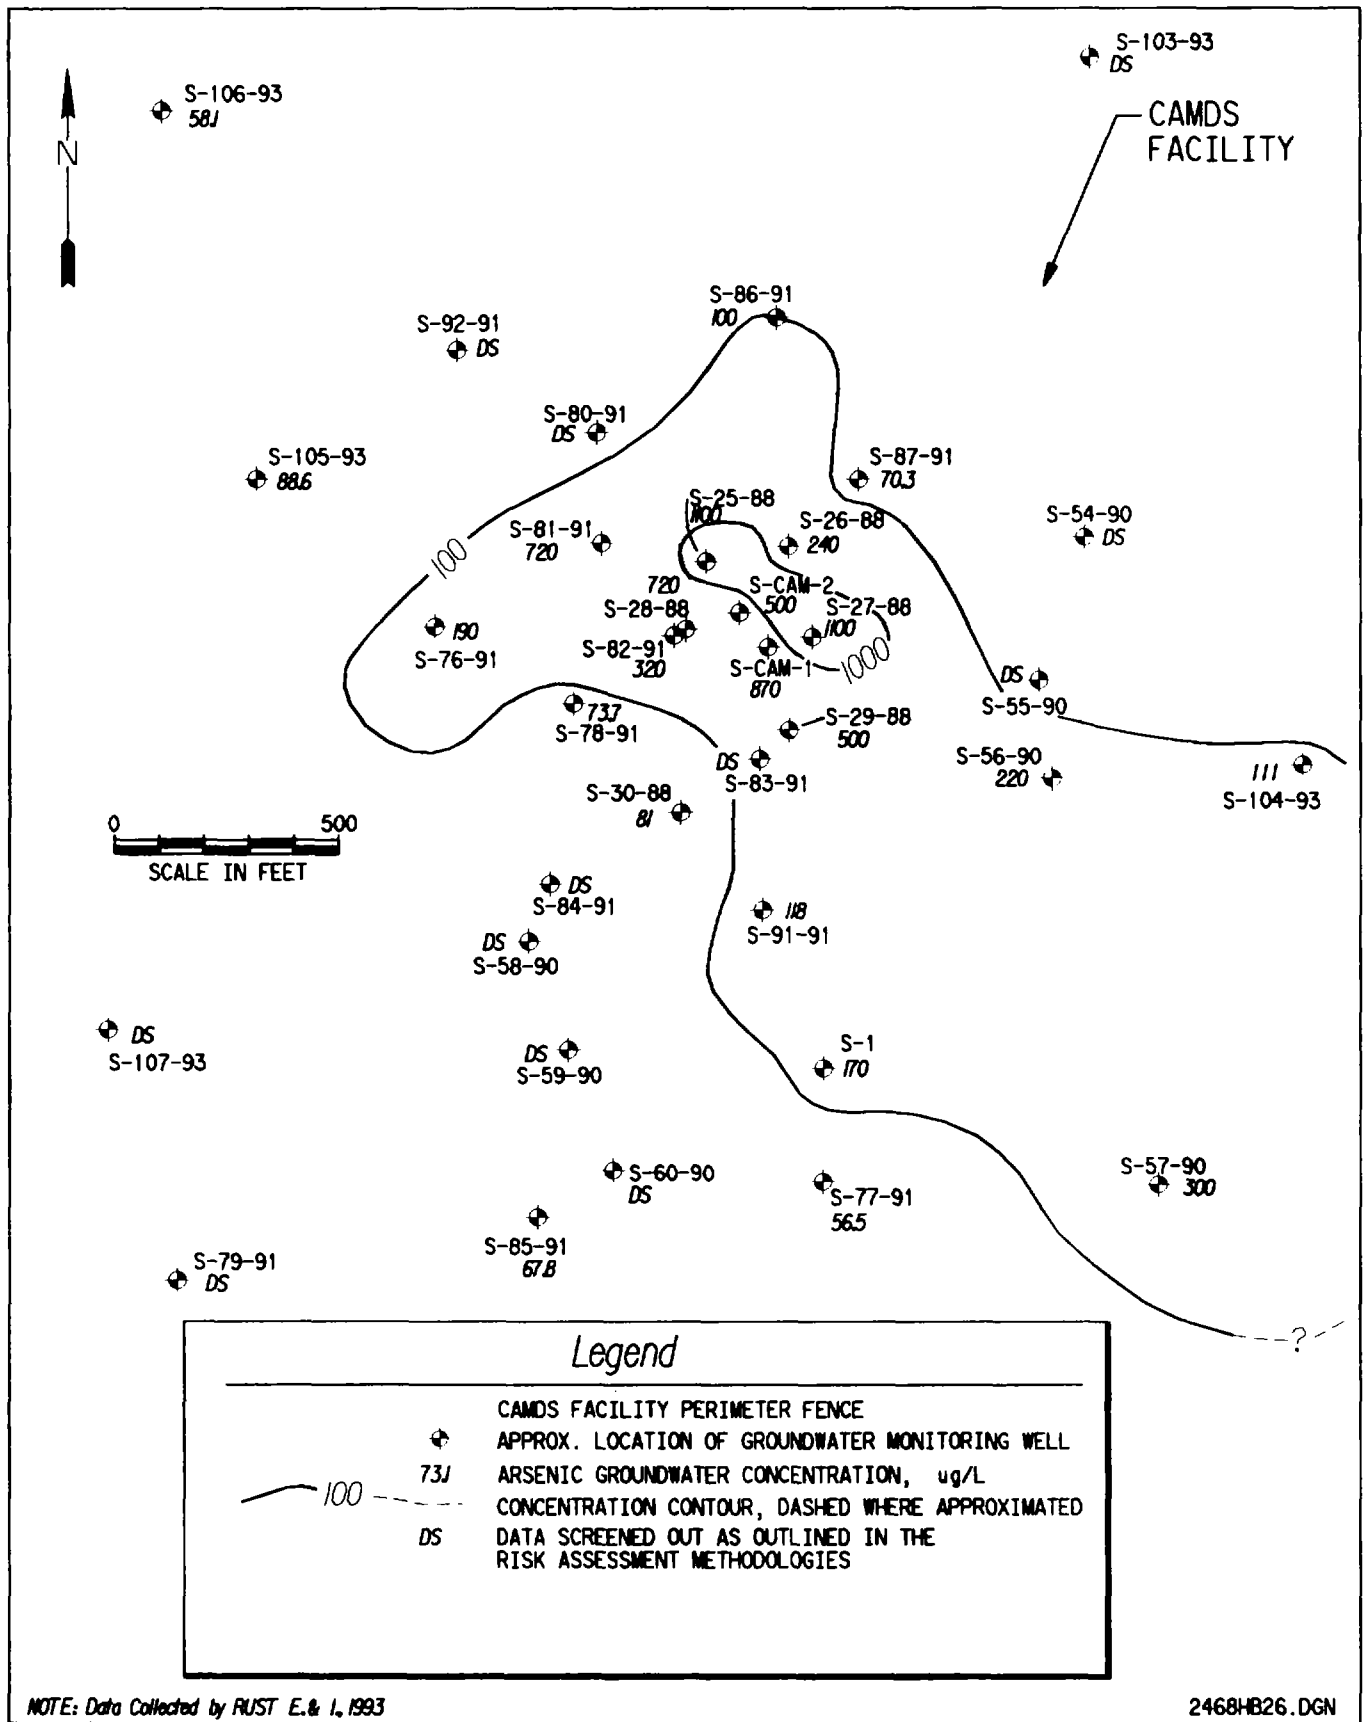 S-103-93
DS
S-106-93
58.1
N
CAMDS
FACILITY
S-86-91
100
S-92-91
DS
S-80-91
DS
S-105-93
88.6
S-87-91
70.3
S-25-88
1100
S-26-88
240
S-54-90
DS
S-81-91
720
100
720
S-28-88
S-CAM-2
500
S-27-88
1100
190
S-76-91
S-82-91
320
S-CAM-1
870
1000
DS
S-55-90
73.7
S-78-91
S-29-88
500
DS
S-83-91
S-56-90
220
111
S-104-93
S-30-88
81
0 500
SCALE IN FEET
DS
S-84-91
118
S-91-91
DS
S-58-90
DS
S-107-93
DS
S-59-90
S-1
170
S-60-90
DS
S-77-91
56.5
S-57-90
300
S-85-91
67.8
S-79-91
DS
?
Legend
CAMDS FACILITY PERIMETER FENCE
APPROX. LOCATION OF GROUNDWATER MONITORING WELL
73.1 ARSENIC GROUNDWATER CONCENTRATION, ug/L
100 CONCENTRATION CONTOUR, DASHED WHERE APPROXIMATED
DS DATA SCREENED OUT AS OUTLINED IN THE
RISK ASSESSMENT METHODOLOGIES
NOTE: Data Collected by RUST E.& I., 1993
2468HB26.DGN